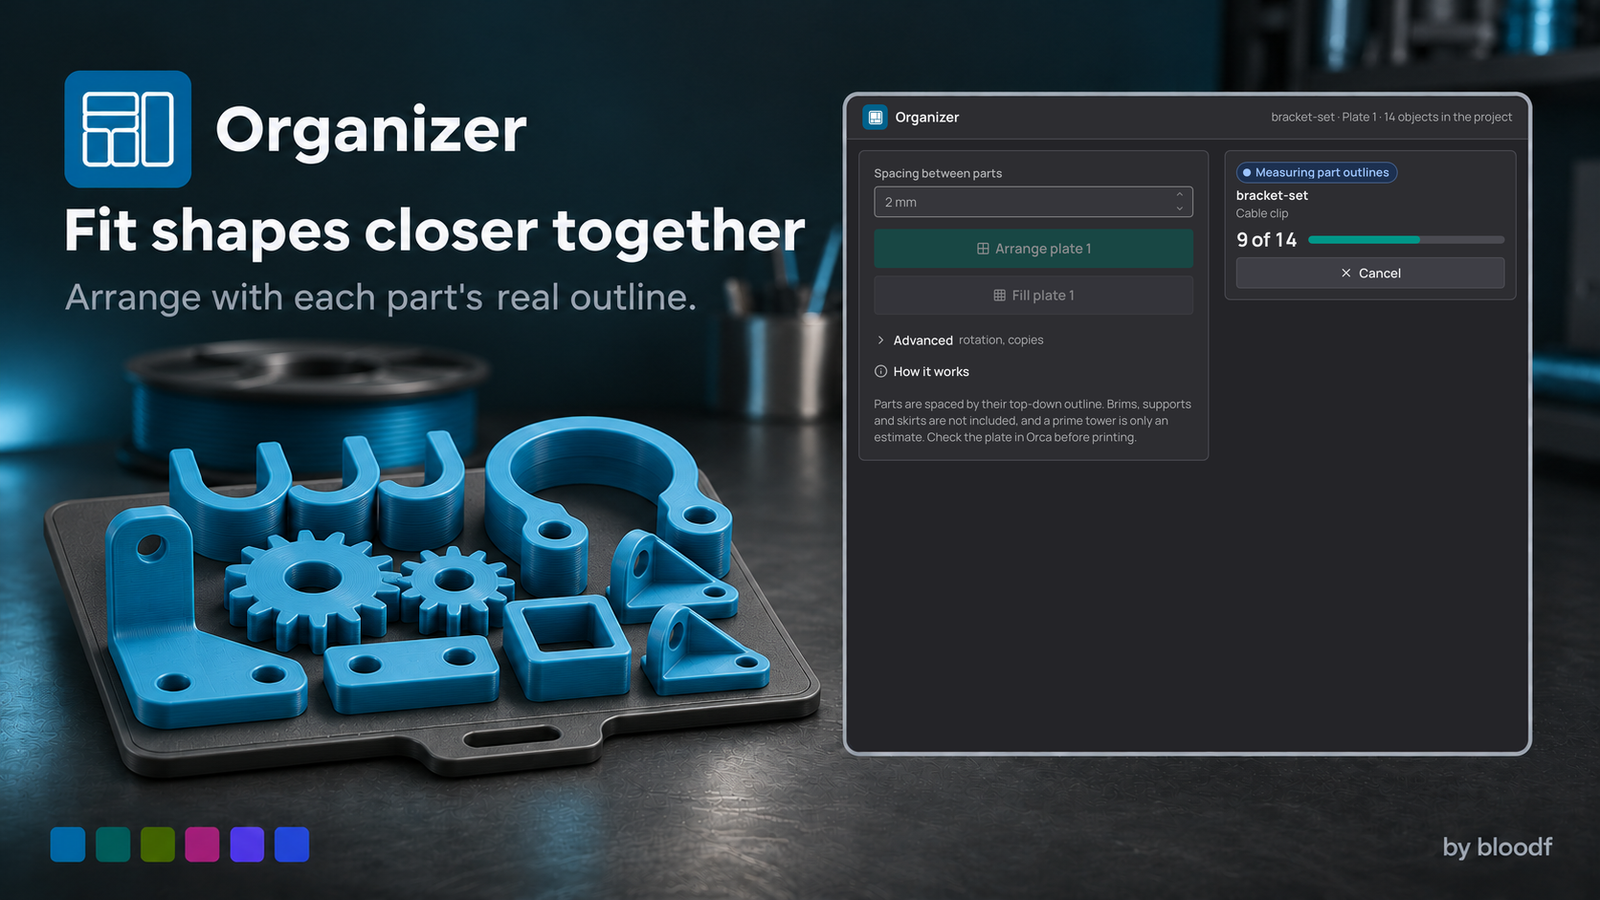 Organizer
Fit shapes closer together
Arrange with each part's real outline.
Organizer
bracket-set · Plate 1 · 14 objects in the project
Spacing between parts
2 mm
Arrange plate 1
Fill plate 1
Advanced rotation, copies
How it works
Parts are spaced by their top-down outline. Brims, supports
and skirts are not included, and a prime tower is only an
estimate. Check the plate in Orca before printing.
Measuring part outlines
bracket-set
Cable clip
9 of 14
Cancel
by bloodf